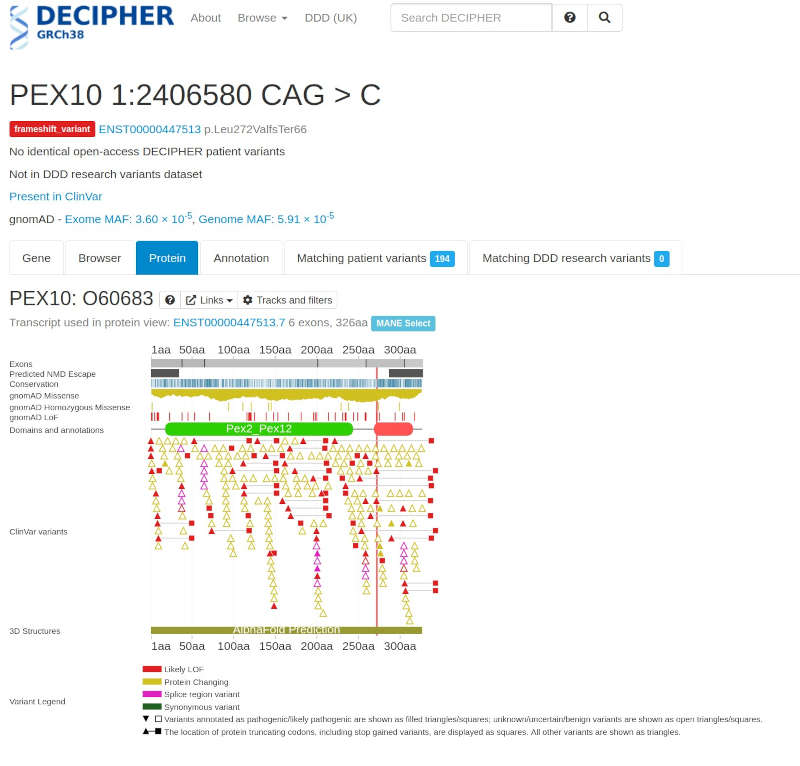 DECIPHER
GRCh38
About Browse DDD (UK) Search DECIPHER
PEX10 1:2406580 CAG > C
frameshift_variant ENST00000447513 p.Leu272ValfsTer66
No identical open-access DECIPHER patient variants
Not in DDD research variants dataset
Present in ClinVar
gnomAD - Exome MAF: 3.60 × 10⁻⁵, Genome MAF: 5.91 × 10⁻⁵
Gene Browser Protein Annotation Matching patient variants 194 Matching DDD research variants 0
PEX10: O60683 Links Tracks and filters
Transcript used in protein view: ENST00000447513.7 6 exons, 326aa MANE Select
1aa 50aa 100aa 150aa 200aa 250aa 300aa
Exons
Predicted NMD Escape
Conservation
gnomAD Missense
gnomAD Homozygous Missense
gnomAD LoF
Domains and annotations Pex2_Pex12
ClinVar variants
3D Structures AlphaFold Prediction
1aa 50aa 100aa 150aa 200aa 250aa 300aa
Variant Legend
Likely LOF
Protein Changing
Splice region variant
Synonymous variant
Variants annotated as pathogenic/likely pathogenic are shown as filled triangles/squares; unknown/uncertain/benign variants are shown as open triangles/squares.
The location of protein truncating codons, including stop gained variants, are displayed as squares. All other variants are shown as triangles.